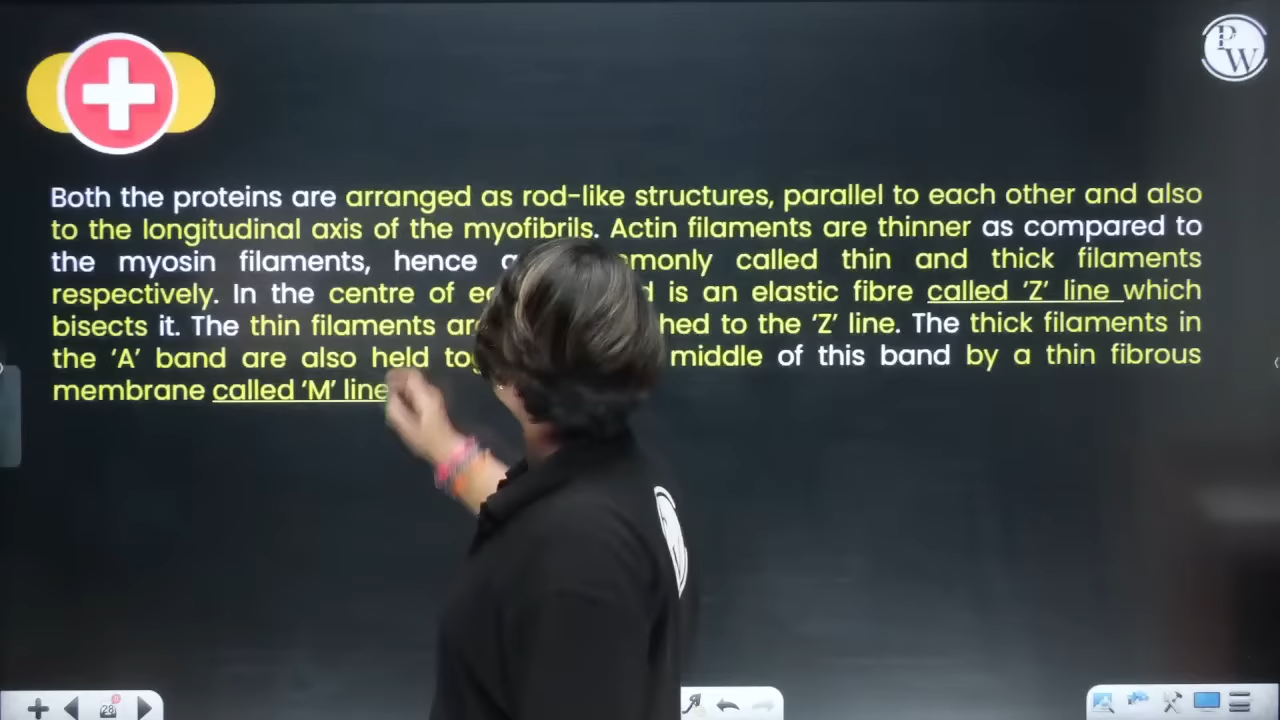 PW
Both the proteins are arranged as rod-like structures, parallel to each other and also
to the longitudinal axis of the myofibrils. Actin filaments are thinner as compared to
the myosin filaments, hence called thin and thick filaments
respectively. In the centre of is an elastic fibre called ‘Z’ line which
bisects it. The thin filaments to the ‘Z’ line. The thick filaments in
the ‘A’ band are also held middle of this band by a thin fibrous
membrane called ‘M’ line
28